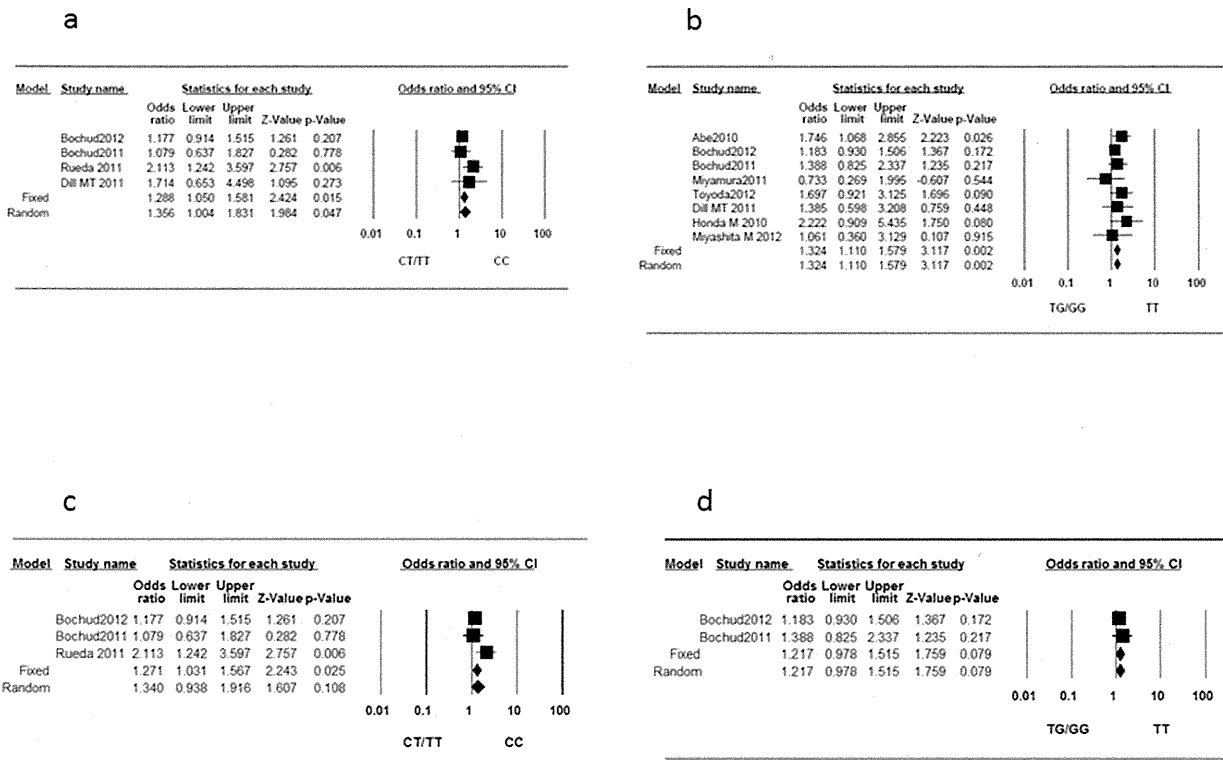 a
Model Study name Statistics for each study Odds ratio and 95% CI
Odds ratio Lower limit Upper limit Z-Value p-Value
Bochud2012 1.177 0.914 1.515 1.261 0.207
Bochud2011 1.079 0.637 1.827 0.282 0.778
Rueda 2011 2.113 1.242 3.597 2.757 0.006
Dill MT 2011 1.714 0.653 4.498 1.095 0.273
Fixed 1.288 1.050 1.581 2.424 0.015
Random 1.356 1.004 1.831 1.984 0.047
0.01 0.1 1 10 100
CT/TT CC
b
Model Study name Statistics for each study Odds ratio and 95% CI
Odds ratio Lower limit Upper limit Z-Value p-Value
Abe2010 1.746 1.068 2.855 2.223 0.026
Bochud2012 1.183 0.930 1.506 1.367 0.172
Bochud2011 1.388 0.825 2.337 1.235 0.217
Miyamura2011 0.733 0.269 1.995 -0.607 0.544
Toyoda2012 1.697 0.921 3.125 1.696 0.090
Dill MT 2011 1.385 0.598 3.208 0.759 0.448
Honda M 2010 2.222 0.909 5.435 1.750 0.080
Miyashita M 2012 1.061 0.360 3.129 0.107 0.915
Fixed 1.324 1.110 1.579 3.117 0.002
Random 1.324 1.110 1.579 3.117 0.002
0.01 0.1 1 10 100
TG/GG TT
c
Model Study name Statistics for each study Odds ratio and 95% CI
Odds ratio Lower limit Upper limit Z-Value p-Value
Bochud2012 1.177 0.914 1.515 1.261 0.207
Bochud2011 1.079 0.637 1.827 0.282 0.778
Rueda 2011 2.113 1.242 3.597 2.757 0.006
Fixed 1.271 1.031 1.567 2.243 0.025
Random 1.340 0.938 1.916 1.607 0.108
0.01 0.1 1 10 100
CT/TT CC
d
Model Study name Statistics for each study Odds ratio and 95% CI
Odds ratio Lower limit Upper limit Z-Value p-Value
Bochud2012 1.183 0.930 1.506 1.367 0.172
Bochud2011 1.388 0.825 2.337 1.235 0.217
Fixed 1.217 0.978 1.515 1.759 0.079
Random 1.217 0.978 1.515 1.759 0.079
0.01 0.1 1 10 100
TG/GG TT